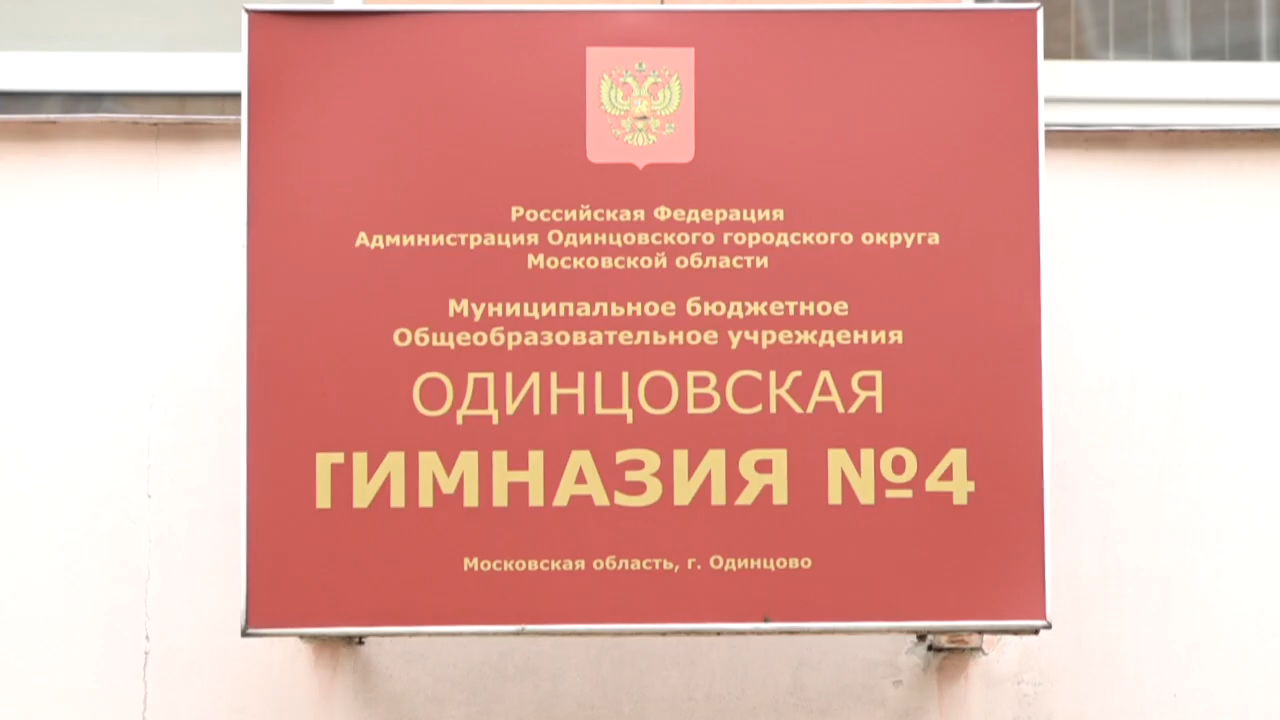 Российская Федерация
Администрация Одинцовского городского округа
Московской области
Муниципальное бюджетное
Общеобразовательное учреждения
ОДИНЦОВСКАЯ
ГИМНАЗИЯ №4
Московская область, г. Одинцово